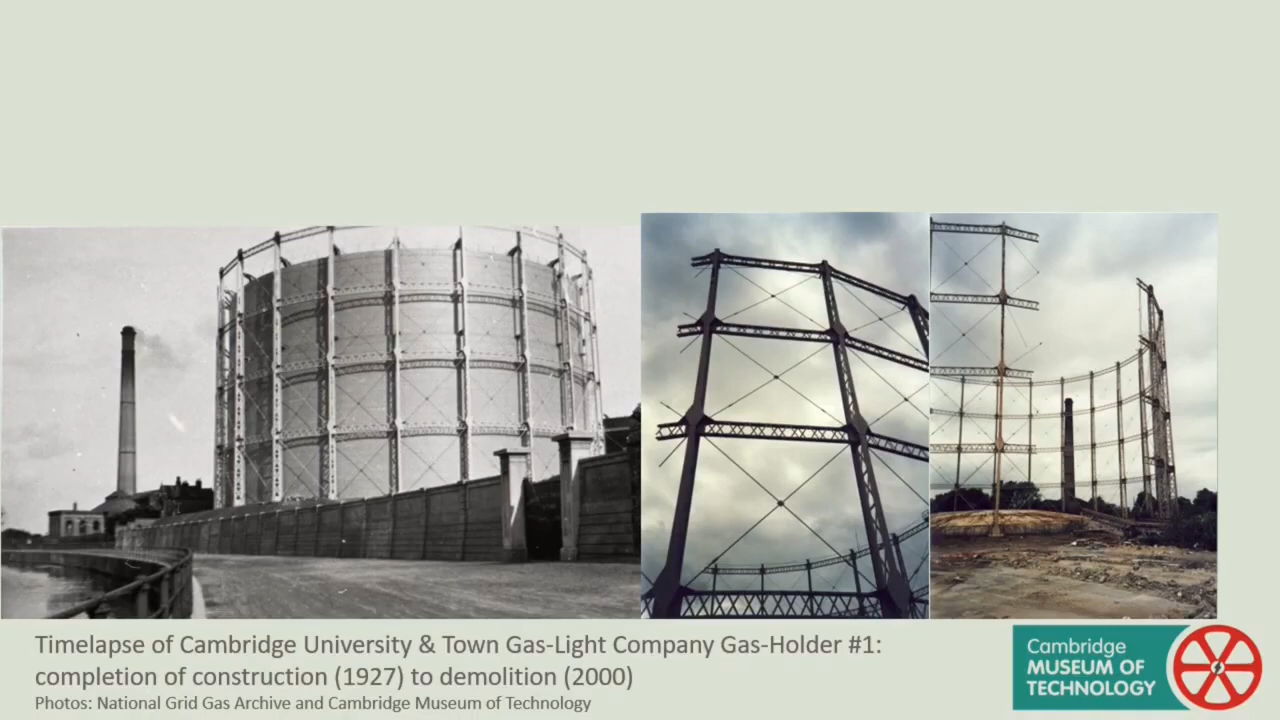 Timelapse of Cambridge University & Town Gas-Light Company Gas-Holder #1:
completion of construction (1927) to demolition (2000)
Photos: National Grid Gas Archive and Cambridge Museum of Technology
Cambridge
MUSEUM OF
TECHNOLOGY